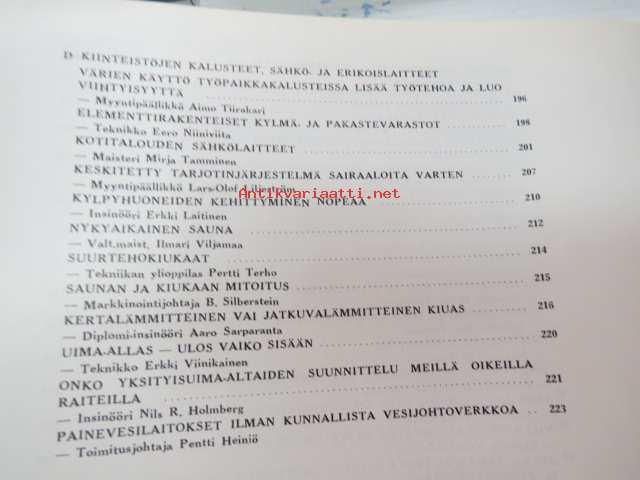 D KIINTEISTÖJEN KALUSTEET, SÄHKÖ- JA ERIKOISLAITTEET
VÄRIEN KÄYTTÖ TYÖPAIKKAKALUSTEISSA LISÄÄ TYÖTEHOA JA LUO
VIIHTYISYYTTÄ 196
— Myyntipäällikkö Aimo Tiirakari
ELEMENTTIRAKENTEISET KYLMÄ- JA PAKASTEVARASTOT 198
— Teknikko Eero Niiniviita
KOTITALOUDEN SÄHKÖLAITTEET 201
— Maisteri Mirja Tamminen
KESKITETTY TARJOTINJÄRJESTELMÄ SAIRAALOITA VARTEN 207
— Myyntipäällikkö Lars-Olof Liljeström
Antikvariaatti.net
KYLPYHUONEIDEN KEHITTYMINEN NOPEAA 210
— Insinööri Erkki Laitinen
NYKYAIKAINEN SAUNA 212
— Valt.maist. Ilmari Viljamaa
SUURTEHOKIUKAAT 214
— Tekniikan ylioppilas Pertti Terho
SAUNAN JA KIUKAAN MITOITUS 215
— Markkinointijohtaja B. Silberstein
KERTALÄMMITTEINEN VAI JATKUVALÄMMITTEINEN KIUAS 216
— Diplomi-insinööri Aaro Sarparanta
UIMA-ALLAS — ULOS VAIKO SISÄÄN 220
— Teknikko Erkki Viinikainen
ONKO YKSITYISUIMA-ALTAIDEN SUUNNITTELU MEILLÄ OIKEILLA
RAITEILLA 221
— Insinööri Nils R. Holmberg
PAINEVESILAITOKSET ILMAN KUNNALLISTA VESIJOHTOVERKKOA .. 223
— Toimitusjohtaja Pentti Heiniö